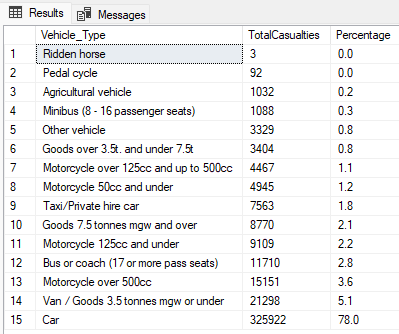 Results Messages
Vehicle_Type TotalCasualties Percentage
1 Ridden horse 3 0.0
2 Pedal cycle 92 0.0
3 Agricultural vehicle 1032 0.2
4 Minibus (8 - 16 passenger seats) 1088 0.3
5 Other vehicle 3329 0.8
6 Goods over 3.5t. and under 7.5t 3404 0.8
7 Motorcycle over 125cc and up to 500cc 4467 1.1
8 Motorcycle 50cc and under 4945 1.2
9 Taxi/Private hire car 7563 1.8
10 Goods 7.5 tonnes mgw and over 8770 2.1
11 Motorcycle 125cc and under 9109 2.2
12 Bus or coach (17 or more pass seats) 11710 2.8
13 Motorcycle over 500cc 15151 3.6
14 Van / Goods 3.5 tonnes mgw or under 21298 5.1
15 Car 325922 78.0